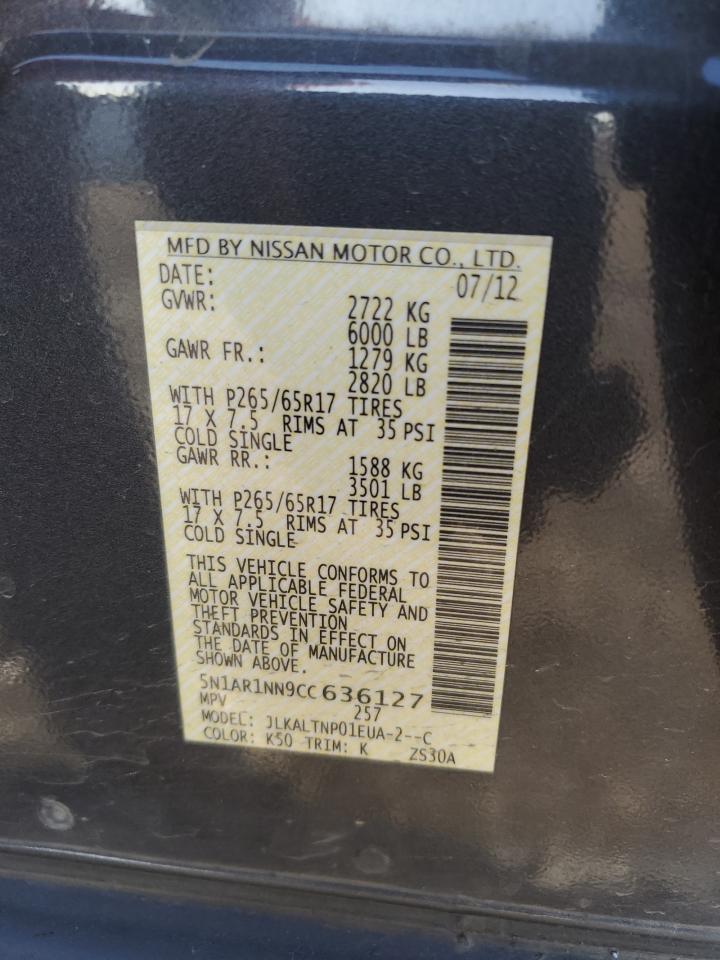 MFD BY NISSAN MOTOR CO., LTD.
DATE: 07/12
GVWR: 2722 KG
6000 LB
GAWR FR.: 1279 KG
2820 LB
WITH P265/65R17 TIRES
17 X 7.5 RIMS AT 35 PSI
COLD SINGLE
GAWR RR.: 1588 KG
3501 LB
WITH P265/65R17 TIRES
17 X 7.5 RIMS AT 35 PSI
COLD SINGLE
THIS VEHICLE CONFORMS TO
ALL APPLICABLE FEDERAL
MOTOR VEHICLE SAFETY AND
THEFT PREVENTION
STANDARDS IN EFFECT ON
THE DATE OF MANUFACTURE
SHOWN ABOVE.
5N1AR1NN9CC 636127
MPV 257
MODEL: JLKALTNP01EUA-2--C
COLOR: K50 TRIM: K ZS30A